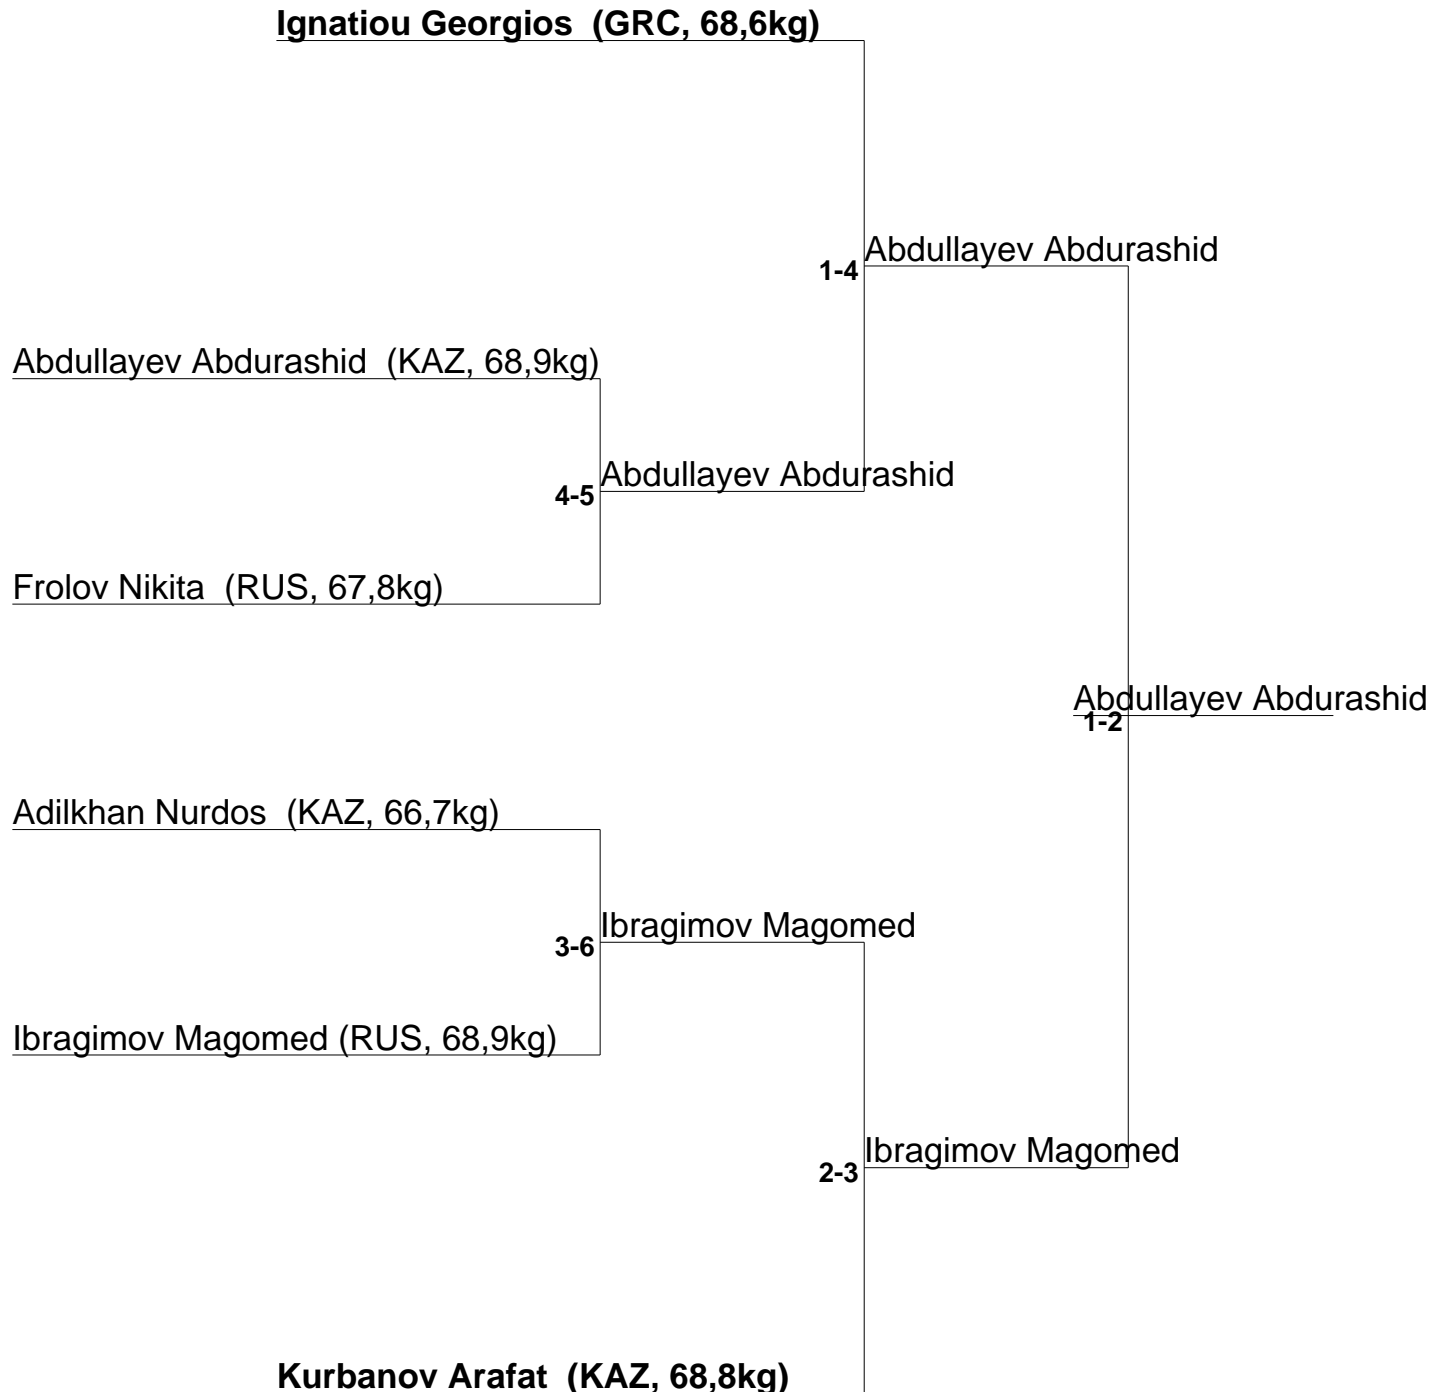 Ignatiou Georgios  (GRC, 68,6kg)
Abdullayev Abdurashid
1-4
Abdullayev Abdurashid  (KAZ, 68,9kg)
Abdullayev Abdurashid
4-5
Frolov Nikita  (RUS, 67,8kg)
Abdullayev Abdurashid
1-2
Adilkhan Nurdos  (KAZ, 66,7kg)
Ibragimov Magomed
3-6
Ibragimov Magomed (RUS, 68,9kg)
Ibragimov Magomed
2-3
Kurbanov Arafat  (KAZ, 68,8kg)